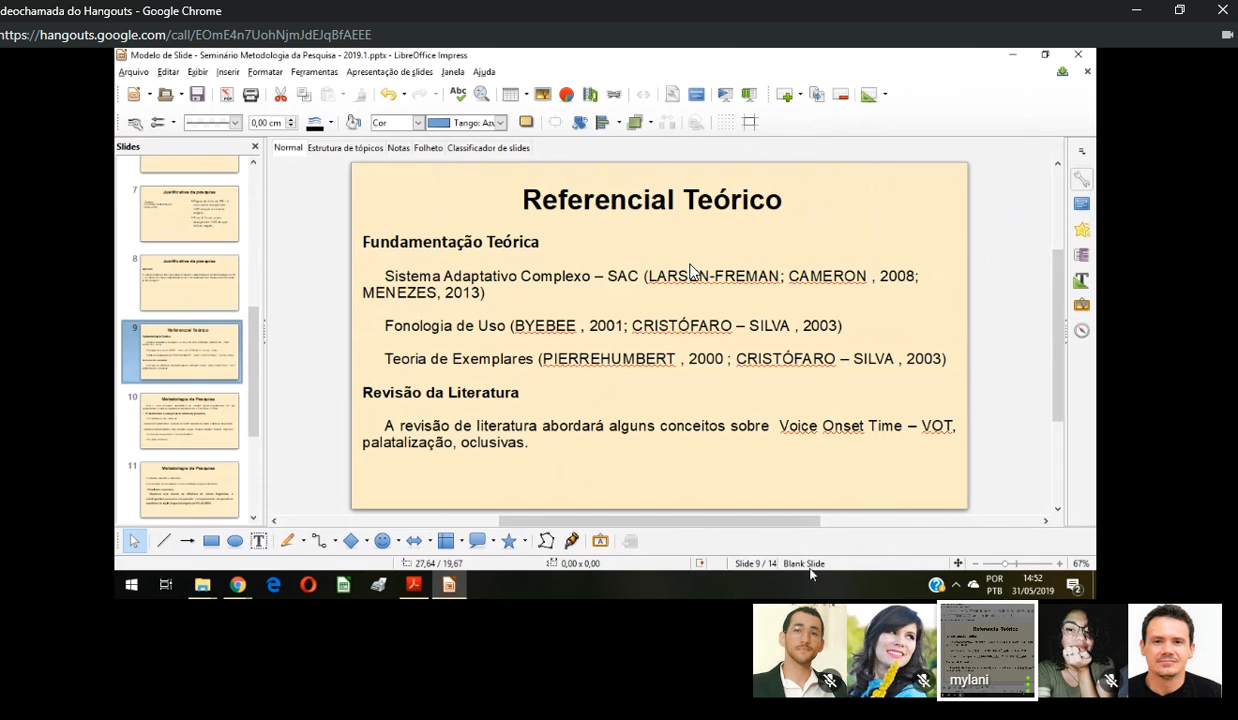 deochamada do Hangouts - Google Chrome
https://hangouts.google.com/call/EOmE4n7UohNjmJdEJqBfAEEE
Modelo de Slide - Seminário Metodologia da Pesquisa - 2019.1.pptx - LibreOffice Impress
Arquivo Editar Exibir Inserir Formatar Ferramentas Apresentação de slides Janela Ajuda
Abc
0,00 cm Cor Tango: Azu
Slides
Normal Estrutura de tópicos Notas Folheto Classificador de slides
7
Justificativa da pesquisa
8
Justificativa da pesquisa
9
Referencial Teórico
10
Metodologia da Pesquisa
11
Metodologia da Pesquisa
Referencial Teórico
Fundamentação Teórica
Sistema Adaptativo Complexo – SAC (LARSEN-FREMAN; CAMERON , 2008;
MENEZES, 2013)
Fonologia de Uso (BYEBEE , 2001; CRISTÓFARO – SILVA , 2003)
Teoria de Exemplares (PIERREHUMBERT , 2000 ; CRISTÓFARO – SILVA , 2003)
Revisão da Literatura
A revisão de literatura abordará alguns conceitos sobre Voice Onset Time – VOT,
palatalização, oclusivas.
27,64 / 19,67 0,00 x 0,00 Slide 9 / 14 Blank Slide 67%
POR
PTB
14:52
31/05/2019
2
Referencial Teórico
mylani